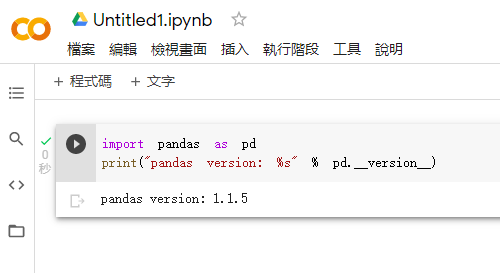 Untitled1.ipynb
檔案 編輯 檢視畫面 插入 執行階段 工具 說明
+ 程式碼 + 文字
0
秒
import pandas as pd
print("pandas version: %s" % pd.__version__)
pandas version: 1.1.5